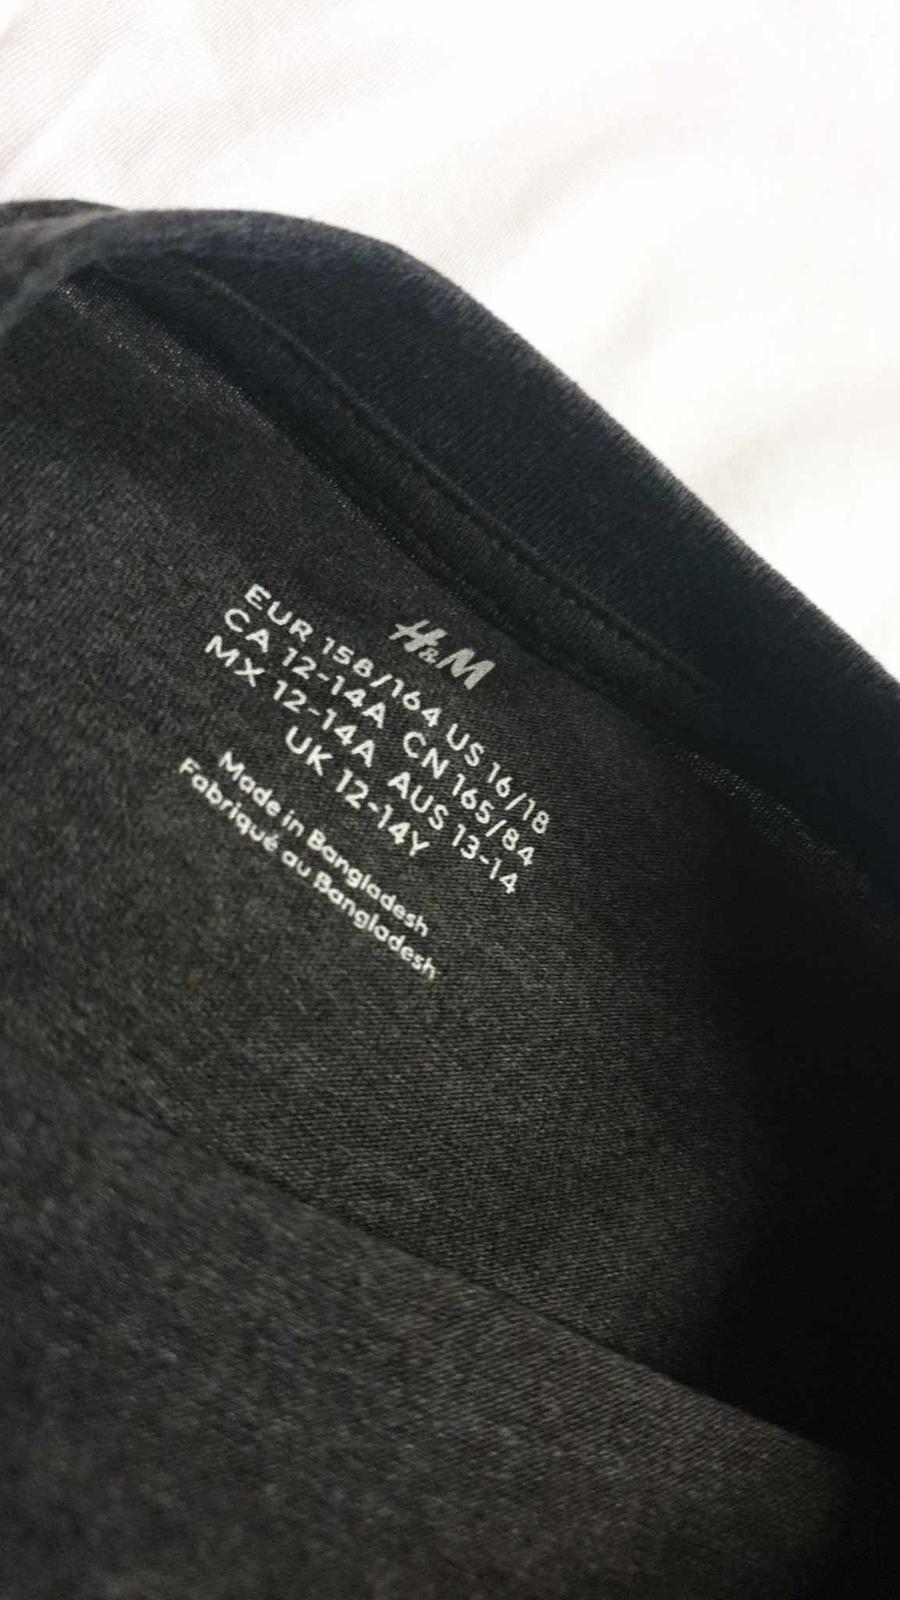 H&M
EUR 158/164 US 16/18
CA 12-14A CN 165/84
MX 12-14A AUS 13-14
UK 12-14Y
Made in Bangladesh
Fabriqué au Bangladesh